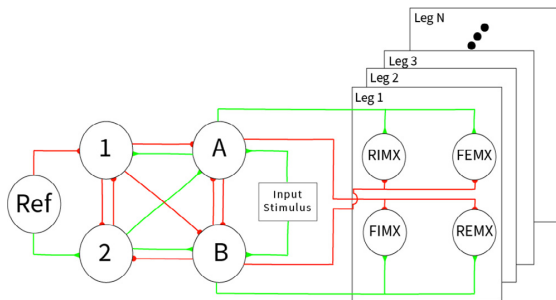 Leg N
Leg 3
Leg 2
Leg 1
1
A
RIMX
FEMX
Ref
Input
Stimulus
2
B
FIMX
REMX